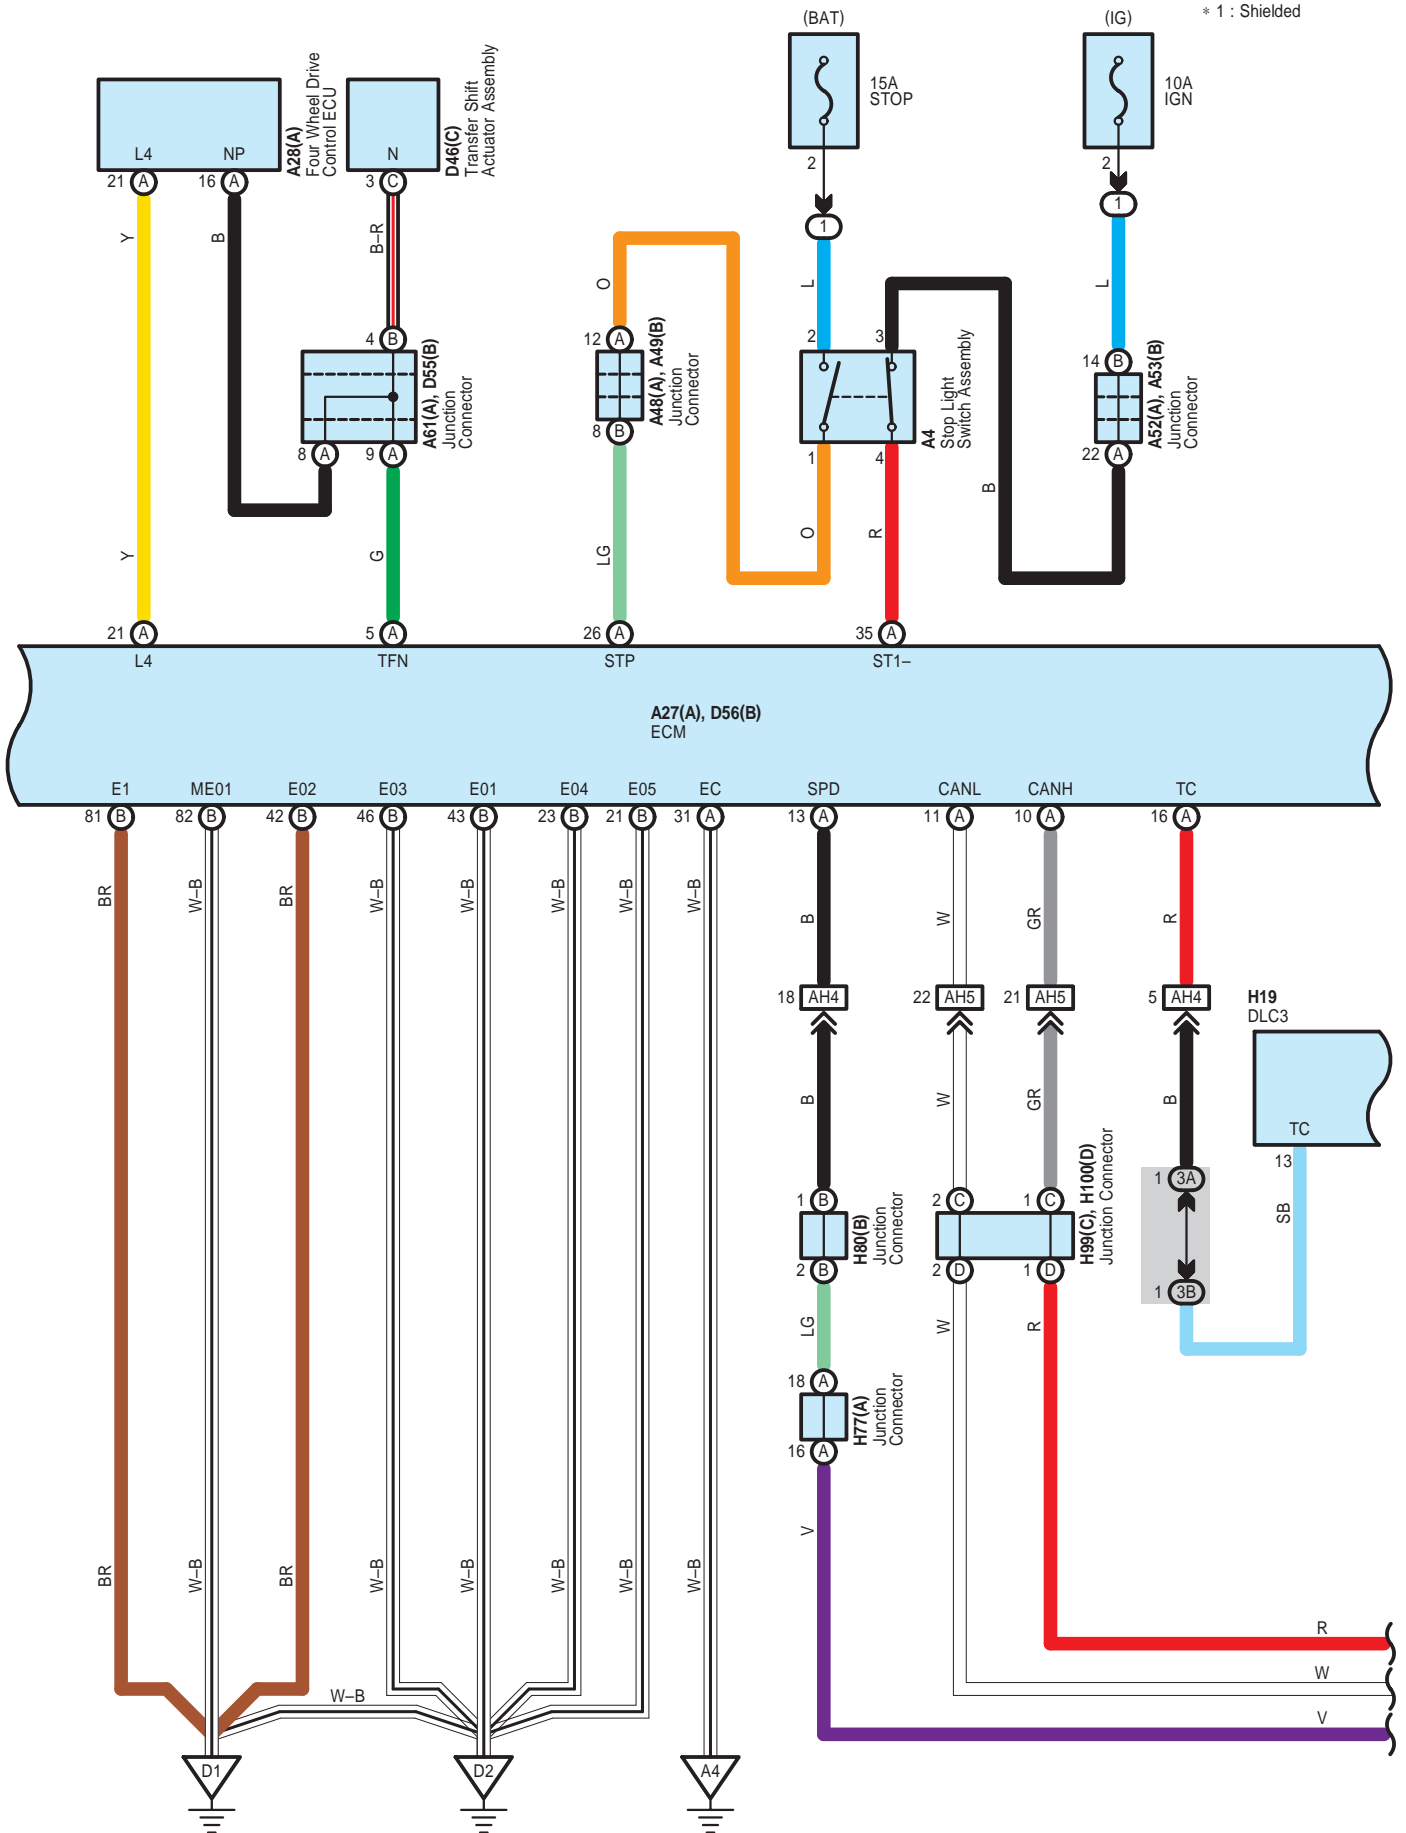 * 1 : Shielded
(BAT)
(IG)
15A
STOP
10A
IGN
2
2
1
1
A28(A)
Four Wheel Drive
Control ECU
D46(C)
Transfer Shift
Actuator Assembly
L4
NP
N
21 A
16 A
3 C
Y
B
B–R
O
L
L
4 B
12 A
2
3
14 B
A61(A), D55(B)
Junction
Connector
A48(A), A49(B)
Junction
Connector
A4
Stop Light
Switch Assembly
A52(A), A53(B)
Junction
Connector
8 A
9 A
8 B
1
4
22 A
Y
G
LG
O
R
B
21 A
5 A
26 A
35 A
L4
TFN
STP
ST1–
A27(A), D56(B)
ECM
E1
ME01
E02
E03
E01
E04
E05
EC
SPD
CANL
CANH
TC
81 B
82 B
42 B
46 B
43 B
23 B
21 B
31 A
13 A
11 A
10 A
16 A
BR
W–B
BR
W–B
W–B
W–B
W–B
W–B
B
W
GR
R
18 AH4
22 AH5
21 AH5
5 AH4
H19
DLC3
B
W
GR
B
TC
13
1 3A
SB
1 B
2 C
1 C
H80(B)
Junction
Connector
H99(C), H100(D)
Junction Connector
2 B
2 D
1 D
1 3B
LG
W
R
18 A
H77(A)
Junction
Connector
16 A
V
BR
W–B
BR
W–B
W–B
W–B
W–B
W–B
R
W
V
W–B
D1
D2
A4